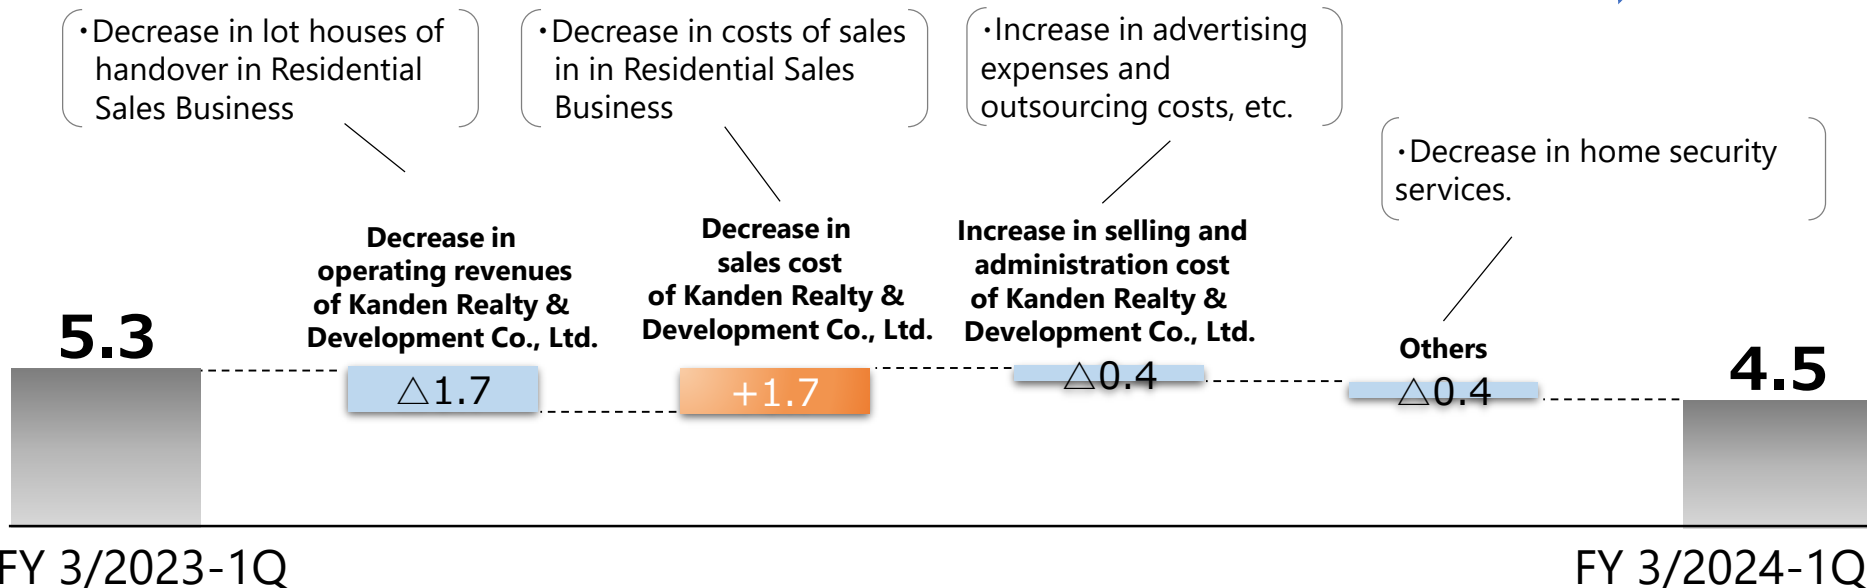 ・Decrease in lot houses of
handover in Residential
Sales Business
・Decrease in costs of sales
in in Residential Sales
Business
・Increase in advertising
expenses and
outsourcing costs, etc.
・Decrease in home security
services.
Decrease in
operating revenues
of Kanden Realty &
Development Co., Ltd.
Decrease in
sales cost
of Kanden Realty &
Development Co., Ltd.
Increase in selling and
administration cost
of Kanden Realty &
Development Co., Ltd.
Others
5.3
△1.7
+1.7
△0.4
△0.4
4.5
FY 3/2023-1Q
FY 3/2024-1Q